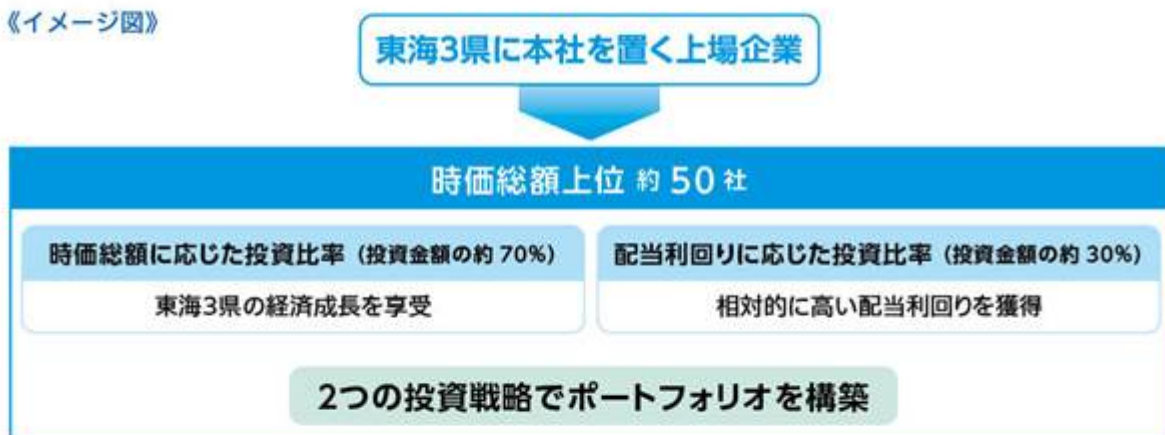 《イメージ図》
東海3県に本社を置く上場企業
時価総額上位 約 50 社
時価総額に応じた投資比率（投資金額の約 70%）
東海3県の経済成長を享受
配当利回りに応じた投資比率（投資金額の約 30%）
相対的に高い配当利回りを獲得
2つの投資戦略でポートフォリオを構築